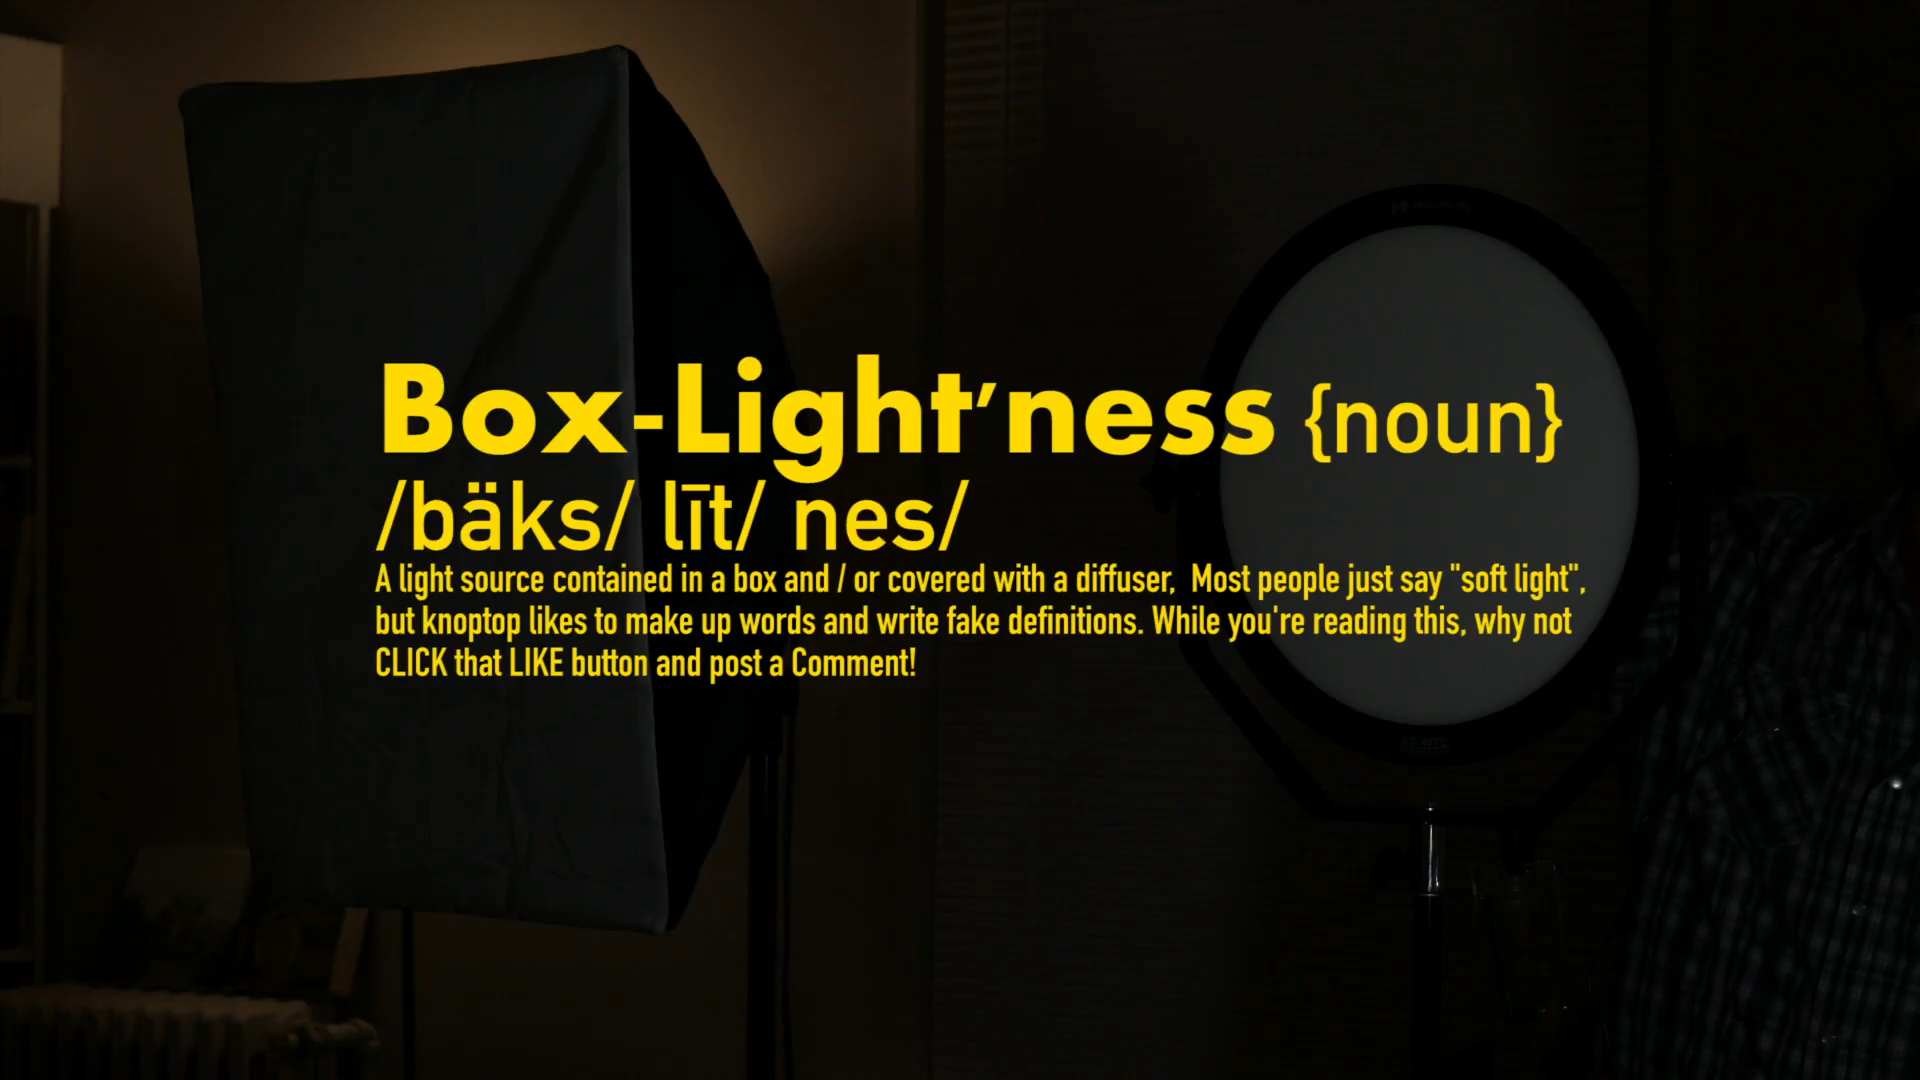 Box-Light'ness {noun}
/bäks/ līt/ nes/
A light source contained in a box and / or covered with a diffuser,  Most people just say "soft light",
but knoptop likes to make up words and write fake definitions. While you're reading this, why not
CLICK that LIKE button and post a Comment!